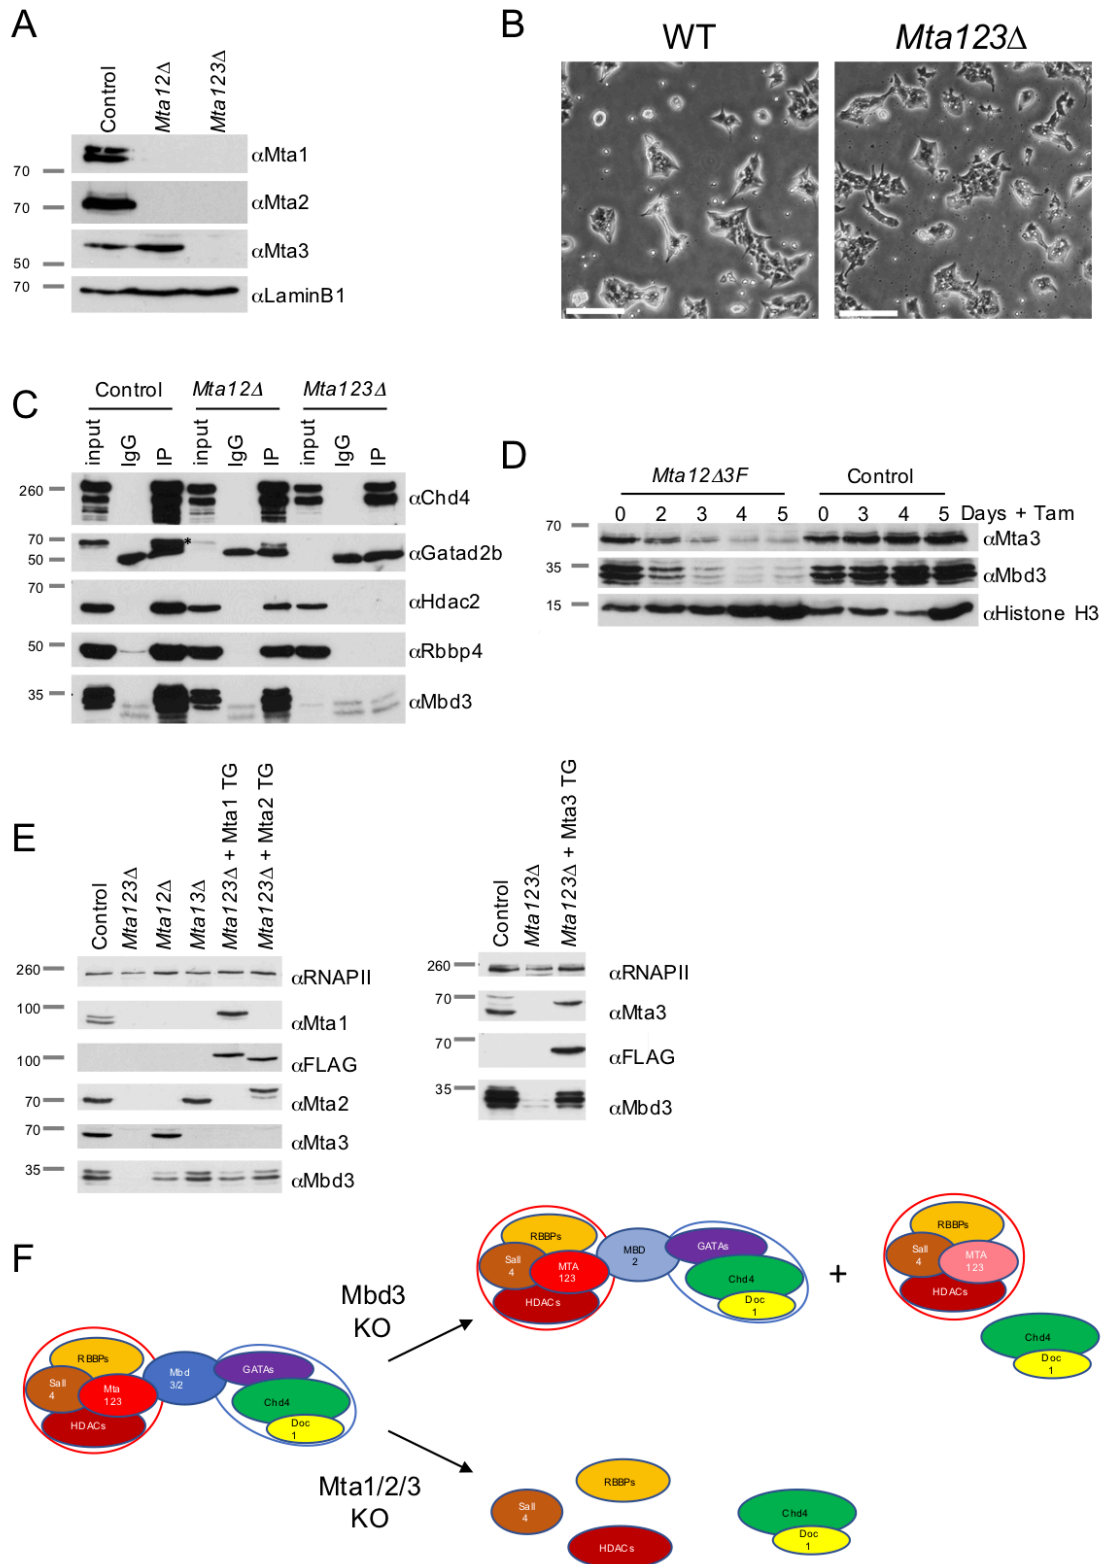 A
Control
Mta12Δ
Mta123Δ
70
αMta1
70
αMta2
50
αMta3
70
αLaminB1
B
WT
Mta123Δ
C
Control
Mta12Δ
Mta123Δ
input
IgG
IP
input
IgG
IP
input
IgG
IP
260
αChd4
70
50
*
αGatad2b
70
αHdac2
50
αRbbp4
35
αMbd3
D
Mta12Δ3F
Control
0 2 3 4 5 0 3 4 5 Days + Tam
70
αMta3
35
αMbd3
15
αHistone H3
E
Control
Mta123Δ
Mta12Δ
Mta13Δ
Mta123Δ + Mta1 TG
Mta123Δ + Mta2 TG
260
αRNAPII
100
αMta1
100
αFLAG
70
αMta2
70
αMta3
35
αMbd3
Control
Mta123Δ
Mta123Δ + Mta3 TG
260
αRNAPII
70
αMta3
70
αFLAG
35
αMbd3
F
RBBPs
Sall
4
Mta
123
HDACs
Mbd
3/2
GATAs
Chd4
Doc
1
Mbd3
KO
RBBPs
Sall
4
MTA
123
HDACs
MBD
2
GATAs
Chd4
Doc
1
+
RBBPs
Sall
4
MTA
123
HDACs
Chd4
Doc
1
Mta1/2/3
KO
RBBPs
Sall
4
HDACs
Chd4
Doc
1